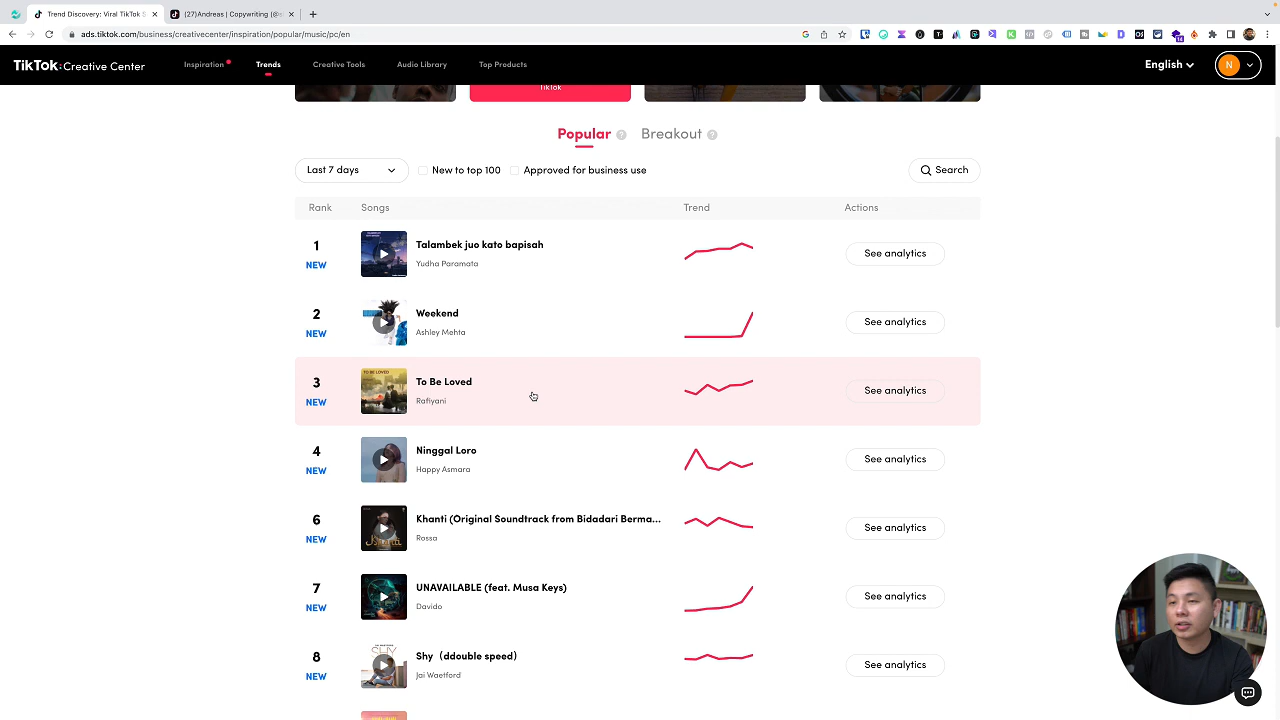 Trend Discovery: Viral TikTok S
(27)Andreas | Copywriting (@s
ads.tiktok.com/business/creativecenter/inspiration/popular/music/pc/en
TikTok: Creative Center
Inspiration
Trends
Creative Tools
Audio Library
Top Products
English
N
TikTok
Popular ?
Breakout ?
Last 7 days
New to top 100
Approved for business use
Search
Rank Songs Trend Actions
1
NEW
Talambek juo kato bapisah
Yudha Paramata
See analytics
2
NEW
Weekend
Ashley Mehta
See analytics
3
NEW
TO BE LOVED
To Be Loved
Rafiyani
See analytics
4
NEW
Ninggal Loro
Happy Asmara
See analytics
6
NEW
Khanti (Original Soundtrack from Bidadari Berma...
Rossa
See analytics
7
NEW
UNAVAILABLE (feat. Musa Keys)
Davido
See analytics
8
NEW
SHY
Shy（ddouble speed）
Jai Waetford
See analytics